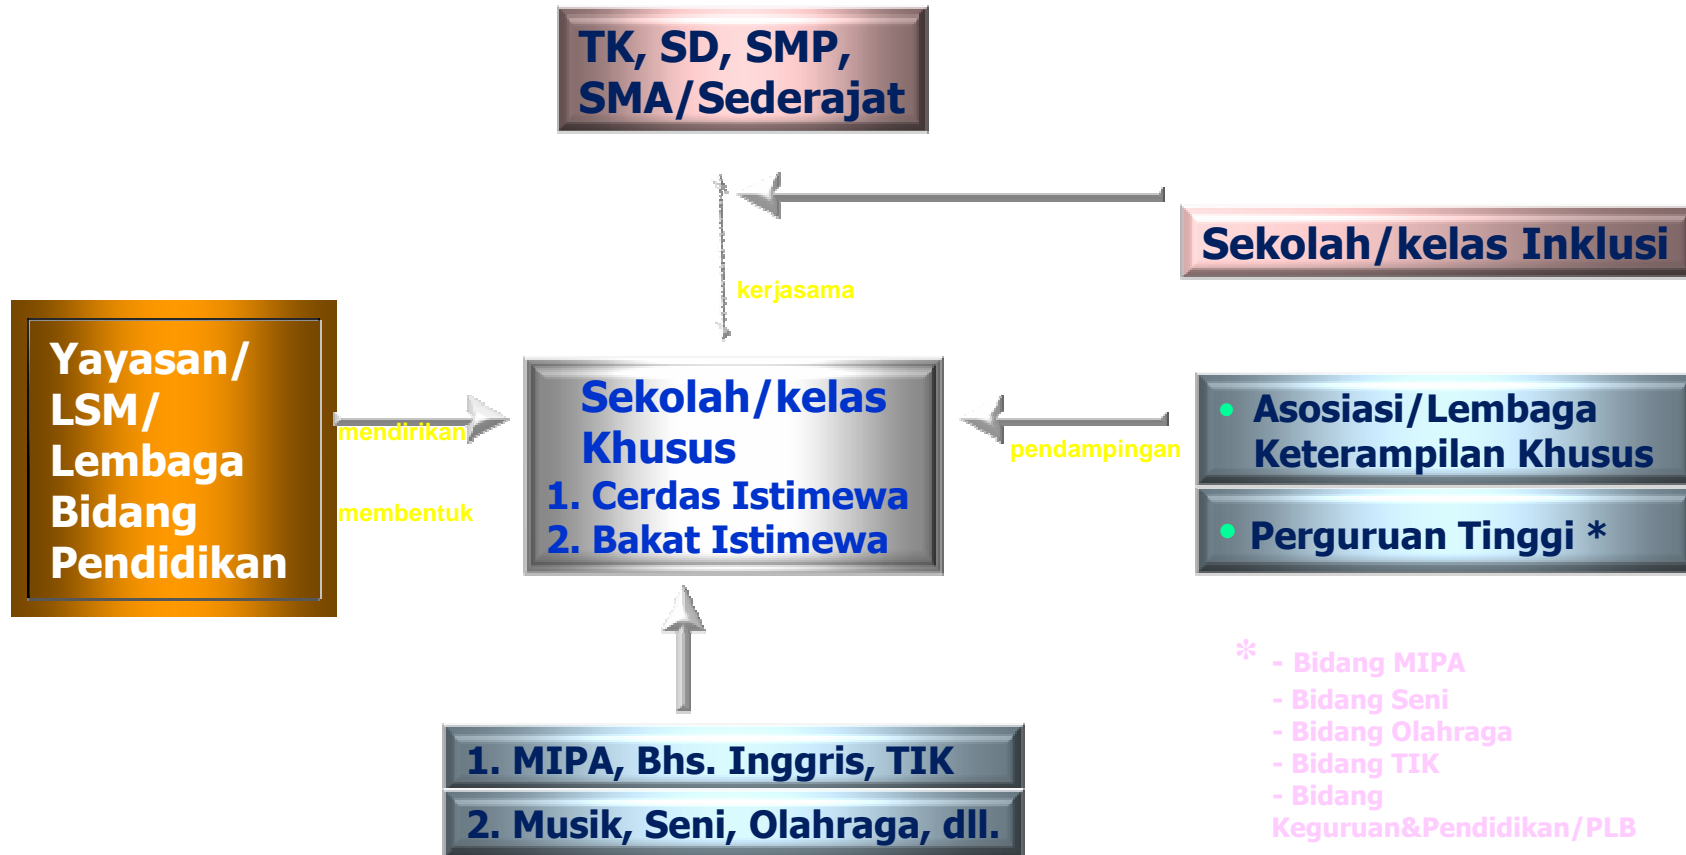 TK, SD, SMP,
SMA/Sederajat
Sekolah/kelas Inklusi
kerjasama
Yayasan/
LSM/
Lembaga
Bidang
Pendidikan
mendirikan
membentuk
Sekolah/kelas
Khusus
1. Cerdas Istimewa
2. Bakat Istimewa
pendampingan
• Asosiasi/Lembaga
Keterampilan Khusus
• Perguruan Tinggi *
1. MIPA, Bhs. Inggris, TIK
2. Musik, Seni, Olahraga, dll.
* - Bidang MIPA
- Bidang Seni
- Bidang Olahraga
- Bidang TIK
- Bidang
Keguruan&Pendidikan/PLB